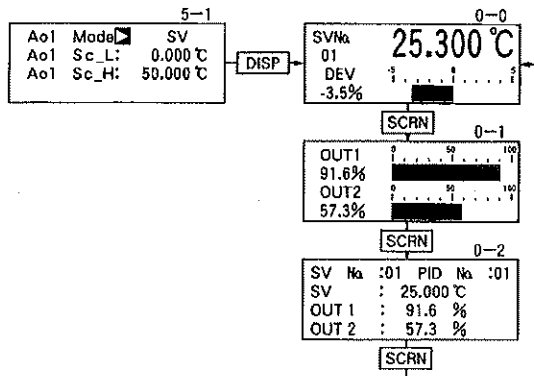 5-1
Ao1 Mode: SV
Ao1 Sc_L: 0.000 ℃
Ao1 Sc_H: 50.000 ℃
DISP
0-0
SV№ 25.300 ℃
01
DEV -5 0 5
-3.5%
SCRN
0-1
OUT1 0 50 100
91.6%
OUT2 0 50 100
57.3%
SCRN
0-2
SV № :01 PID № :01
SV : 25.000 ℃
OUT 1 : 91.6 %
OUT 2 : 57.3 %
SCRN